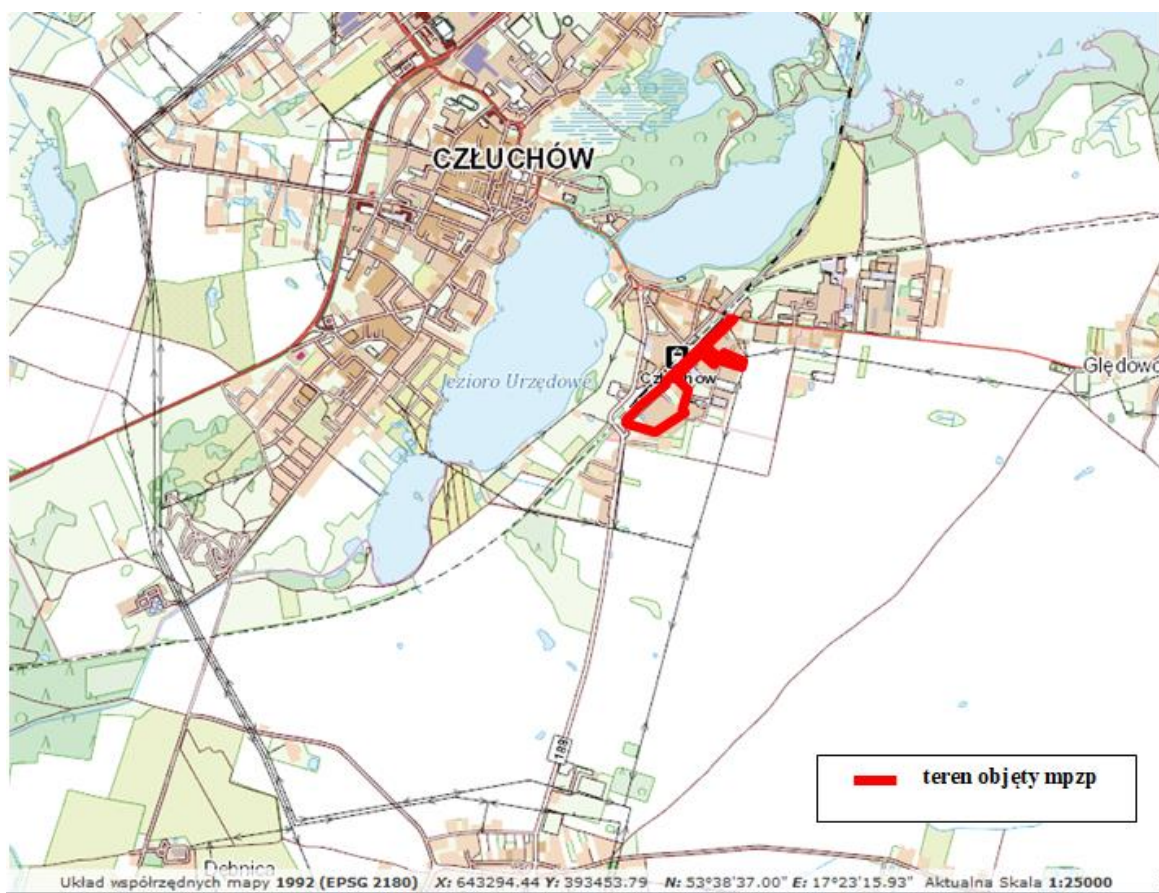 CZŁUCHÓW
Jezioro Urzędowe
Człuchów
Ględowo
189
teren objęty mpzp
Dębnica
Układ współrzędnych mapy 1992 (EPSG 2180) X: 643294.44 Y: 393453.79 N: 53°38'37.00" E: 17°23'15.93" Aktualna Skala 1:25000